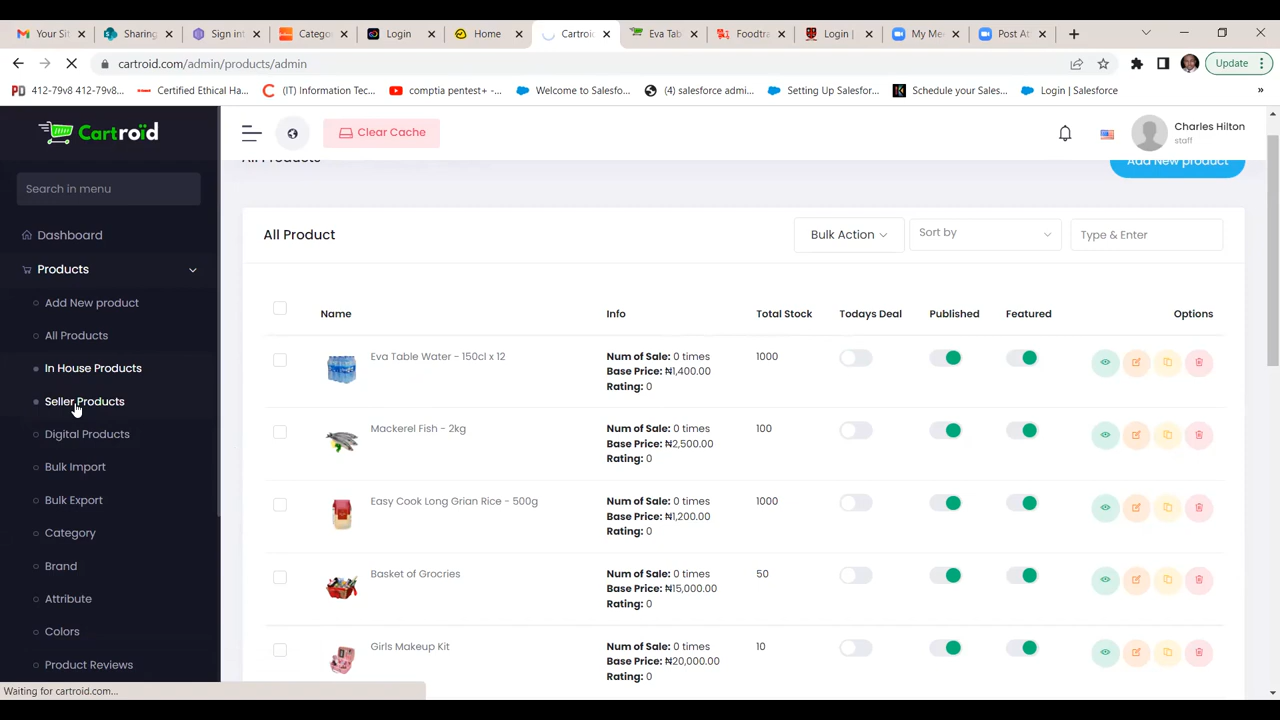 Your Sit
Sharing
Sign int
Catego
Login
Home
Cartroi
Eva Tab
Foodtra
Login |
My Me
Post At
cartroid.com/admin/products/admin
Update
412-79v8 412-79v8...
Certified Ethical Ha...
(IT) Information Tec...
comptia pentest+ -...
Welcome to Salesfo...
(4) salesforce admi...
Setting Up Salesfor...
Schedule your Sales...
Login | Salesforce
»
Cartroïd
Clear Cache
Charles Hilton
staff
Search in menu
Dashboard
Products
Add New product
All Products
In House Products
Seller Products
Digital Products
Bulk Import
Bulk Export
Category
Brand
Attribute
Colors
Product Reviews
All Products
Add New product
All Product
Bulk Action
Sort by
Type & Enter
Name Info Total Stock Todays Deal Published Featured Options
Eva Table Water - 150cl x 12
Num of Sale: 0 times
Base Price: ₦1,400.00
Rating: 0
1000
Mackerel Fish - 2kg
Num of Sale: 0 times
Base Price: ₦2,500.00
Rating: 0
100
Easy Cook Long Grian Rice - 500g
Num of Sale: 0 times
Base Price: ₦1,200.00
Rating: 0
1000
Basket of Grocries
Num of Sale: 0 times
Base Price: ₦15,000.00
Rating: 0
50
Girls Makeup Kit
Num of Sale: 0 times
Base Price: ₦20,000.00
Rating: 0
10
Waiting for cartroid.com...